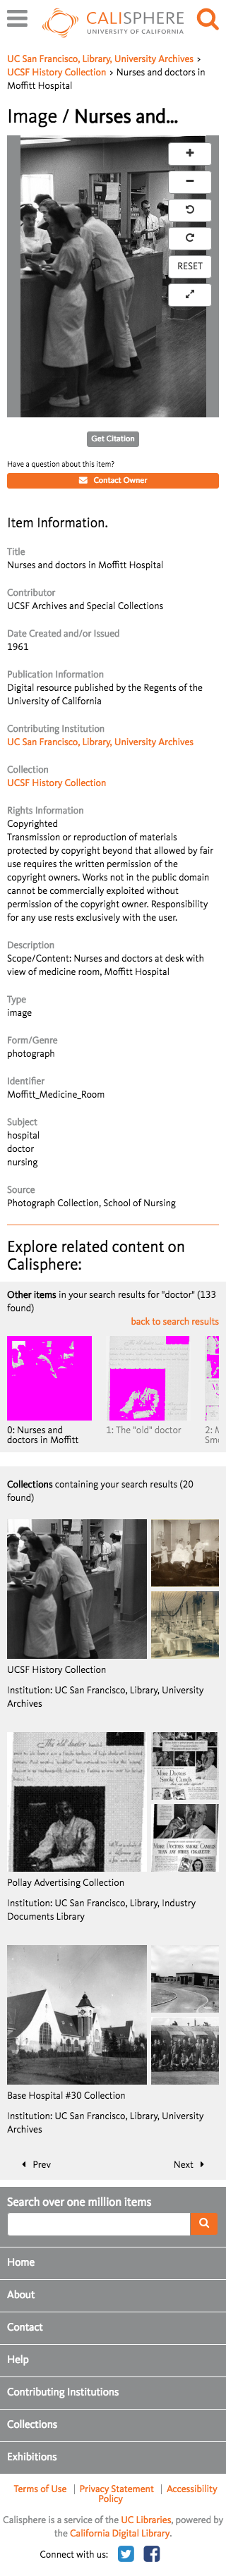 CALISPHERE
UNIVERSITY OF CALIFORNIA
UC San Francisco, Library, University Archives >
UCSF History Collection > Nurses and doctors in
Moffitt Hospital
Image / Nurses and...
RESET
Get Citation
Have a question about this item?
Contact Owner
Item Information.
Title
Nurses and doctors in Moffitt Hospital
Contributor
UCSF Archives and Special Collections
Date Created and/or Issued
1961
Publication Information
Digital resource published by the Regents of the
University of California
Contributing Institution
UC San Francisco, Library, University Archives
Collection
UCSF History Collection
Rights Information
Copyrighted
Transmission or reproduction of materials
protected by copyright beyond that allowed by fair
use requires the written permission of the
copyright owners. Works not in the public domain
cannot be commercially exploited without
permission of the copyright owner. Responsibility
for any use rests exclusively with the user.
Description
Scope/Content: Nurses and doctors at desk with
view of medicine room, Moffitt Hospital
Type
image
Form/Genre
photograph
Identifier
Moffitt_Medicine_Room
Subject
hospital
doctor
nursing
Source
Photograph Collection, School of Nursing
Explore related content on
Calisphere:
Other items in your search results for "doctor" (133
found)
back to search results
0: Nurses and
doctors in Moffitt
1: The "old" doctor
2: M
Smo
Collections containing your search results (20
found)
UCSF History Collection
Institution: UC San Francisco, Library, University
Archives
The old doctor
More
Doctors
Smoke Camels
More Doctors smoke Camels
Than any
Pollay Advertising Collection
Institution: UC San Francisco, Library, Industry
Documents Library
Base Hospital #30 Collection
Institution: UC San Francisco, Library, University
Archives
Prev
Next
Search over one million items
Home
About
Contact
Help
Contributing Institutions
Collections
Exhibitions
Terms of Use | Privacy Statement | Accessibility
Policy
Calisphere is a service of the UC Libraries, powered by
the California Digital Library.
Connect with us: